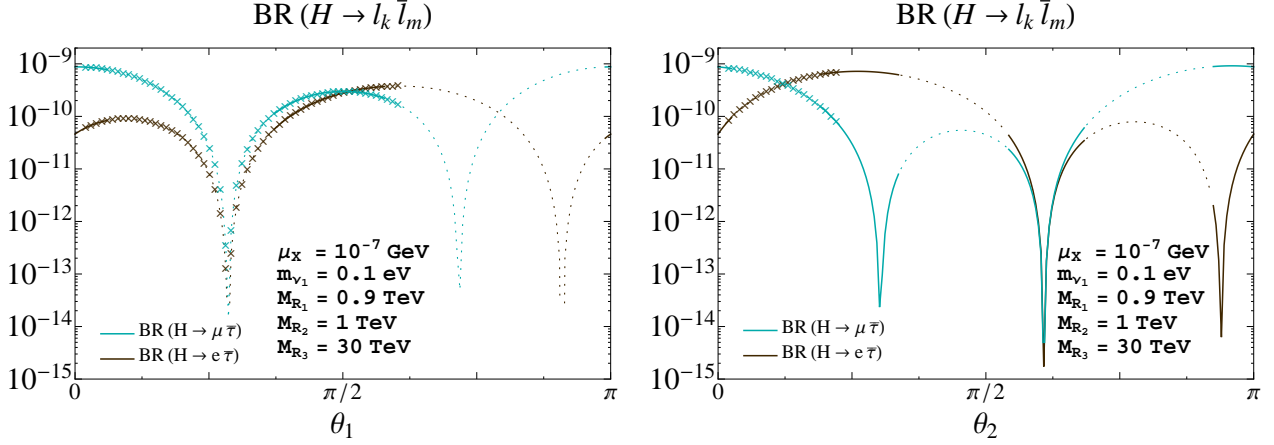 BR (H → l_k l̄_m)
10⁻⁹
10⁻¹⁰
10⁻¹¹
10⁻¹²
10⁻¹³
10⁻¹⁴
10⁻¹⁵
μ_X = 10⁻⁷ GeV
m_ν₁ = 0.1 eV
M_R₁ = 0.9 TeV
M_R₂ = 1 TeV
M_R₃ = 30 TeV
BR (H → μ τ̄)
BR (H → e τ̄)
0 π/2 π
θ₁
BR (H → l_k l̄_m)
10⁻⁹
10⁻¹⁰
10⁻¹¹
10⁻¹²
10⁻¹³
10⁻¹⁴
10⁻¹⁵
μ_X = 10⁻⁷ GeV
m_ν₁ = 0.1 eV
M_R₁ = 0.9 TeV
M_R₂ = 1 TeV
M_R₃ = 30 TeV
BR (H → μ τ̄)
BR (H → e τ̄)
0 π/2 π
θ₂